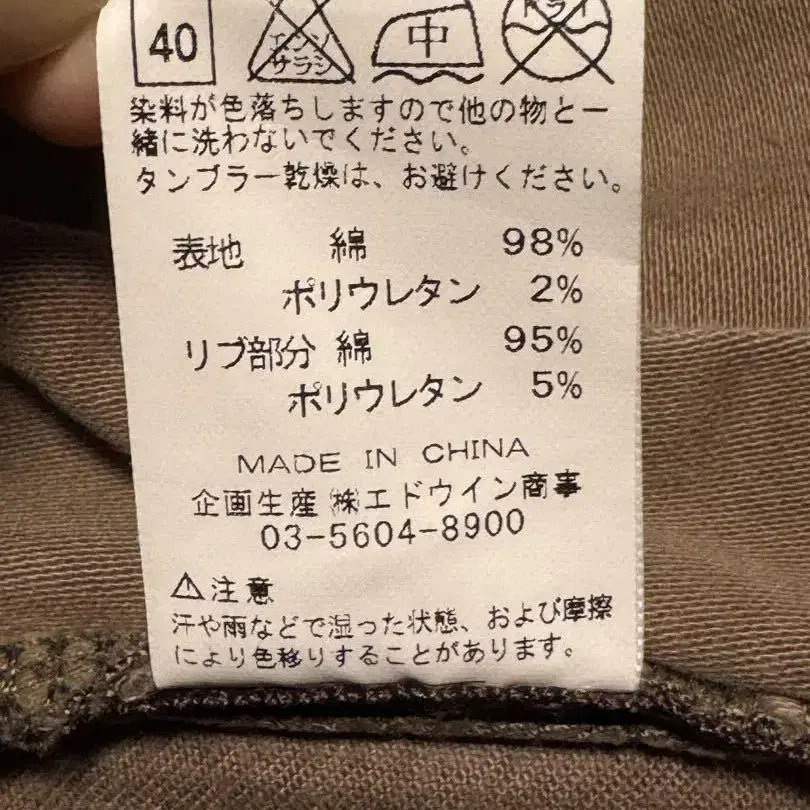 40
エンソ
サラシ
中
ドライ
染料が色落ちしますので他の物と一
緒に洗わないでください。
タンブラー乾燥は、お避けください。
表地 綿 98%
ポリウレタン 2%
リブ部分 綿 95%
ポリウレタン 5%
MADE IN CHINA
企画生産 ㈱エドウイン商事
03-5604-8900
⚠注意
汗や雨などで湿った状態、および摩擦
により色移りすることがあります。